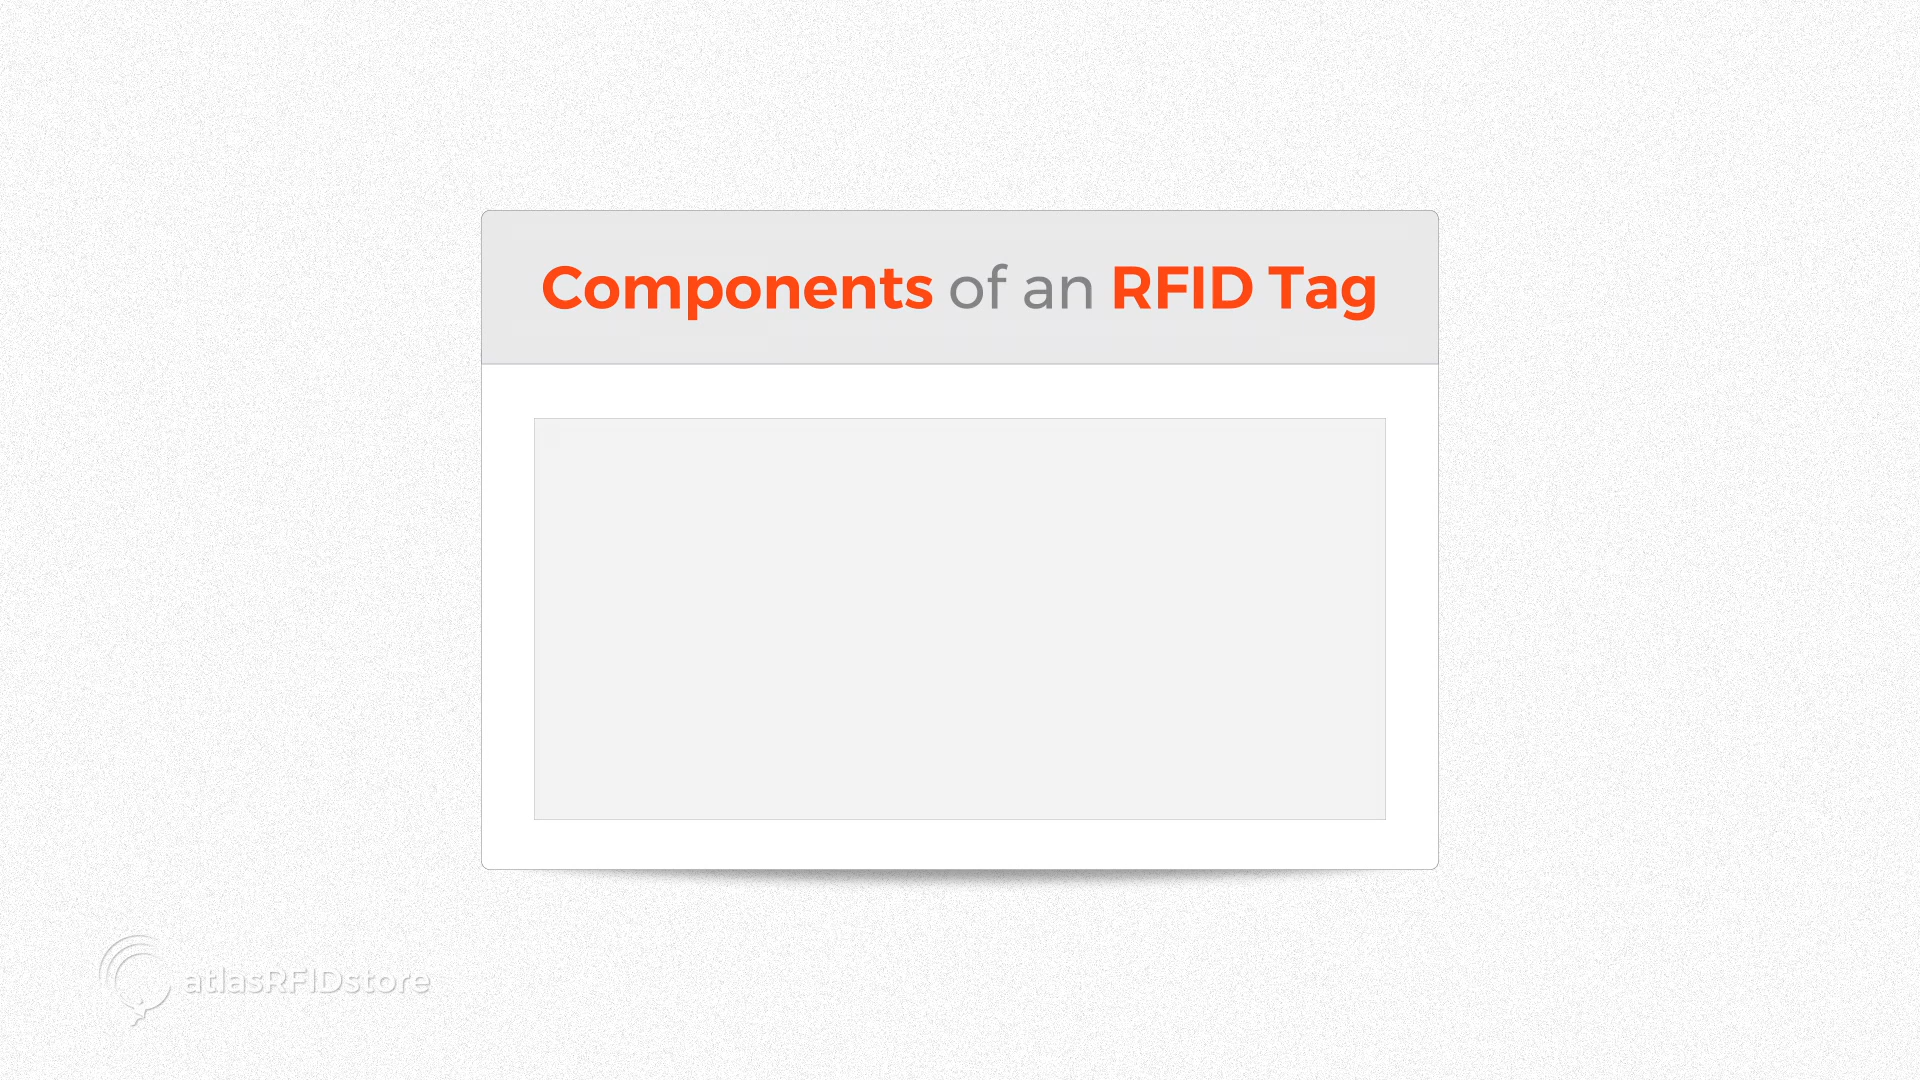 Components of an RFID Tag
atlasRFIDstore